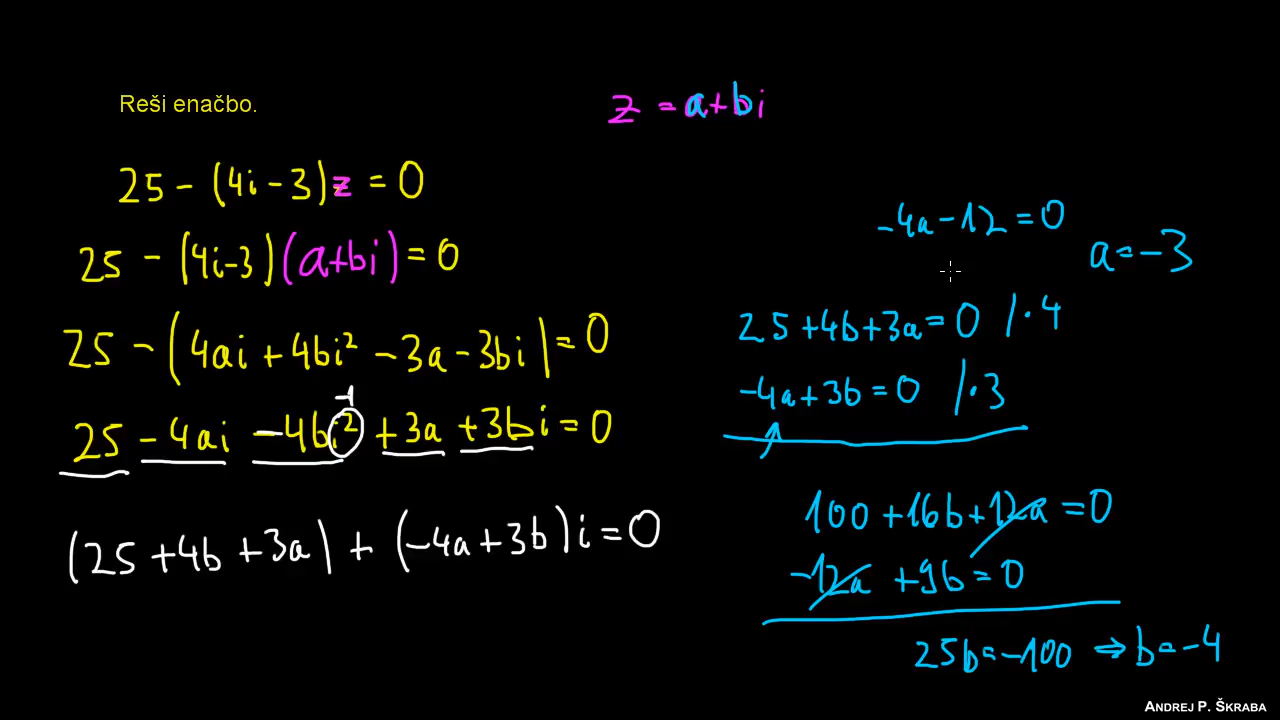 Reši enačbo.
z = a+bi
25 - (4i-3)z = 0
25 - (4i-3)(a+bi) = 0
25 - (4ai + 4bi² - 3a - 3bi) = 0
-1
25 - 4ai - 4bi² + 3a + 3bi = 0
(25 + 4b + 3a) + (-4a + 3b)i = 0
-4a - 12 = 0
a = -3
25 + 4b + 3a = 0 /·4
-4a + 3b = 0 /·3
100 + 16b + 12a = 0
-12a + 9b = 0
25b = -100 ⇒ b = -4
ANDREJ P. ŠKRABA